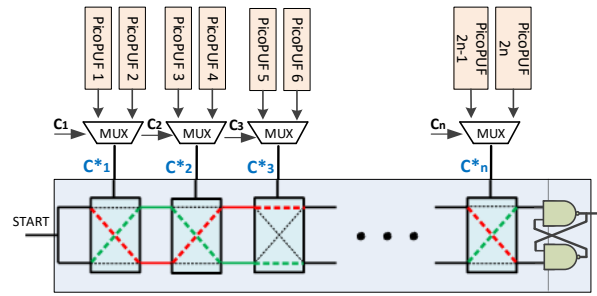 PicoPUF 1
PicoPUF 2
PicoPUF 3
PicoPUF 4
PicoPUF 5
PicoPUF 6
PicoPUF
2n-1
PicoPUF
2n
C1
MUX
C2
MUX
C3
MUX
Cn
MUX
C*1
C*2
C*3
C*n
START